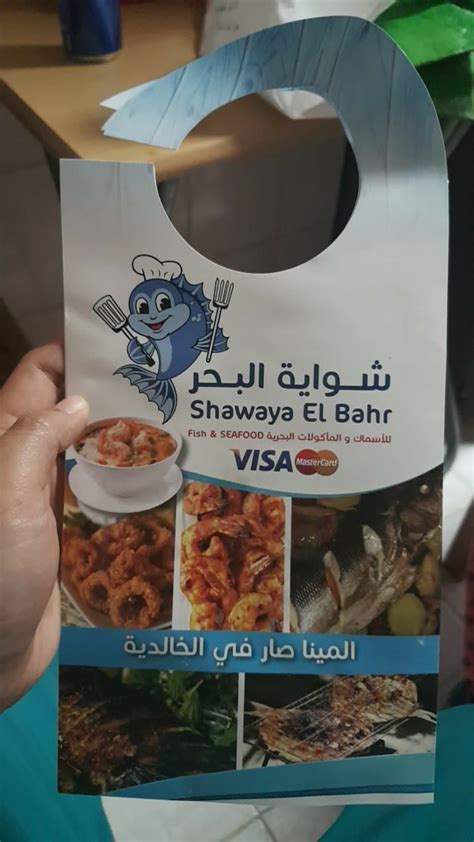 شواية البحر
Shawaya El Bahr
للأسماك و المأكولات البحرية Fish & SEAFOOD
VISA MasterCard
المينا صار في الخالدية